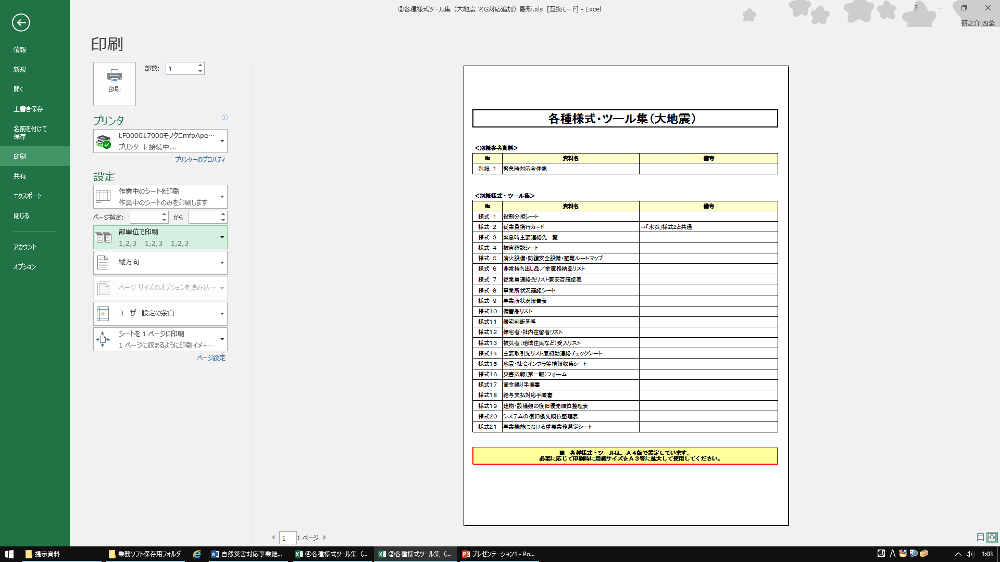 ②各種様式ツール集（大地震 ※G対応追加）雛形.xls [互換モード] - Excel
?
研之介 四釜
情報
新規
開く
上書き保存
名前を付けて
保存
印刷
共有
エクスポート
閉じる
アカウント
オプション
印刷
印刷
部数: 1
プリンター
LF000017900モノクロmfpApe…
プリンターに接続中...
プリンターのプロパティ
設定
作業中のシートを印刷
作業中のシートのみを印刷します
ページ指定: から
部単位で印刷
1,2,3 1,2,3 1,2,3
縦方向
ページ サイズのオプションを読み込…
ユーザー設定の余白
シートを 1 ページに印刷
1 ページに収まるように印刷イメー…
ページ設定
各種様式・ツール集（大地震）
＜別紙参考資料＞
№ 資料名 備考
別紙 1 緊急時対応全体像
＜別紙様式・ツール集＞
№ 資料名 備考
様式 1 役割分担シート
様式 2 従業員携行カード →「水災」様式2と共通
様式 3 緊急時主要連絡先一覧
様式 4 被害確認シート
様式 5 消火設備・防護安全設備・避難ルートマップ
様式 6 非常持ち出し品／金庫格納品リスト
様式 7 従業員連絡先リスト兼安否確認表
様式 8 事業所状況確認シート
様式 9 事業所状況報告表
様式10 備蓄品リスト
様式11 帰宅判断基準
様式12 帰宅者・社内在留者リスト
様式13 被災者（地域住民など）受入リスト
様式14 主要取引先リスト兼初動連絡チェックシート
様式15 地震・社会インフラ等情報収集シート
様式16 災害広報（第一報）フォーム
様式17 資金繰り手順書
様式18 給与支払対応手順書
様式19 建物・設備類の復旧優先順位整理表
様式20 システムの復旧優先順位整理表
様式21 事業機能における重要業務選定シート
■ 各種様式・ツールは、Ａ４版で設定しています。
必要に応じて印刷時に用紙サイズをＡ３等に拡大して使用してください。
1 1 ページ
提示資料
業務ソフト保存用フォルダ
自然災害対応事業継...
④各種様式ツール集（...
②各種様式ツール集（...
プレゼンテーション1 - Po...
A
1:03